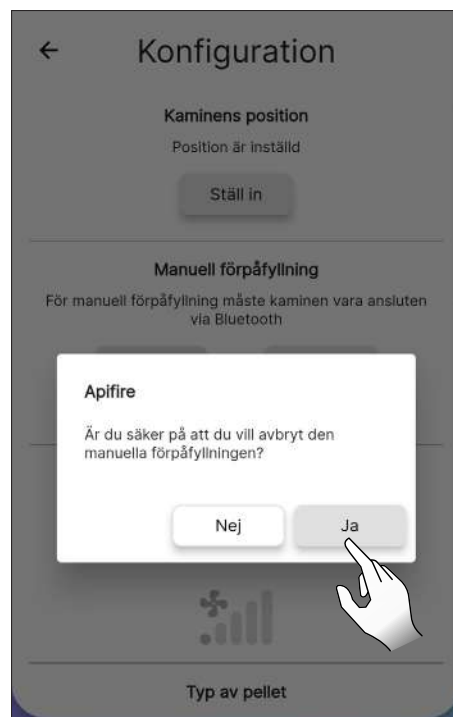 Konfiguration
Kaminens position
Position är inställd
Ställ in
Manuell förpåfyllning
För manuell förpåfyllning måste kaminen vara ansluten
via Bluetooth
Apifire
Är du säker på att du vill avbryt den
manuella förpåfyllningen?
Nej
Ja
Typ av pellet